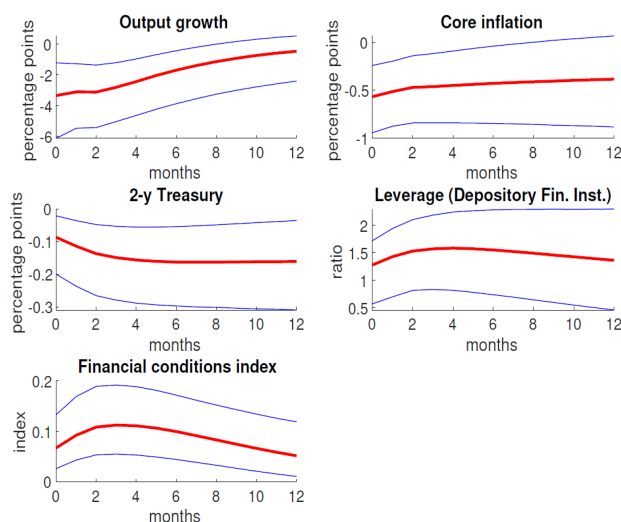 Output growth
percentage points
0
-2
-4
-6
0 2 4 6 8 10 12
months
Core inflation
percentage points
0
-0.5
-1
0 2 4 6 8 10 12
months
2-y Treasury
percentage points
0
-0.1
-0.2
-0.3
0 2 4 6 8 10 12
months
Leverage (Depository Fin. Inst.)
ratio
2
1.5
1
0.5
0 2 4 6 8 10 12
months
Financial conditions index
index
0.2
0.1
0
0 2 4 6 8 10 12
months